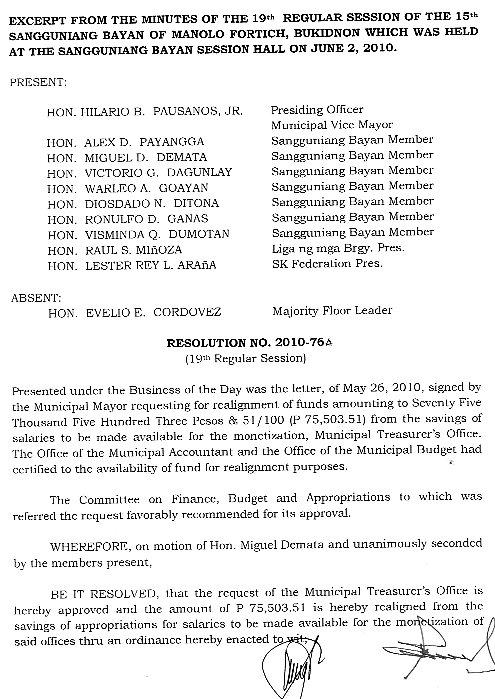 EXCERPT FROM THE MINUTES OF THE 19th REGULAR SESSION OF THE 15th
SANGGUNIANG BAYAN OF MANOLO FORTICH, BUKIDNON WHICH WAS HELD
AT THE SANGGUNIANG BAYAN SESSION HALL ON JUNE 2, 2010.
PRESENT:
HON. HILARIO B. PAUSANOS, JR. Presiding Officer
Municipal Vice Mayor
HON. ALEX D. PAYANGGA Sangguniang Bayan Member
HON. MIGUEL D. DEMATA Sangguniang Bayan Member
HON. VICTORIO G. DAGUNLAY Sangguniang Bayan Member
HON. WARLEO A. GOAYAN Sangguniang Bayan Member
HON. DIOSDADO N. DITONA Sangguniang Bayan Member
HON. RONULFO D. GANAS Sangguniang Bayan Member
HON. VISMINDA Q. DUMOTAN Sangguniang Bayan Member
HON. RAUL S. MIñOZA Liga ng mga Brgy. Pres.
HON. LESTER REY L. ARAñA SK Federation Pres.
ABSENT:
HON. EVELIO E. CORDOVEZ Majority Floor Leader
RESOLUTION NO. 2010-76A
(19th Regular Session)
Presented under the Business of the Day was the letter, of May 26, 2010, signed by
the Municipal Mayor requesting for realignment of funds amounting to Seventy Five
Thousand Five Hundred Three Pesos & 51/100 (P 75,503.51) from the savings of
salaries to be made available for the monetization, Municipal Treasurer's Office.
The Office of the Municipal Accountant and the Office of the Municipal Budget had
certified to the availability of fund for realignment purposes.
The Committee on Finance, Budget and Appropriations to which was
referred the request favorably recommended for its approval.
WHEREFORE, on motion of Hon. Miguel Demata and unanimously seconded
by the members present,
BE IT RESOLVED, that the request of the Municipal Treasurer's Office is
hereby approved and the amount of P 75,503.51 is hereby realigned from the
savings of appropriations for salaries to be made available for the monetization of
said offices thru an ordinance hereby enacted to wit: